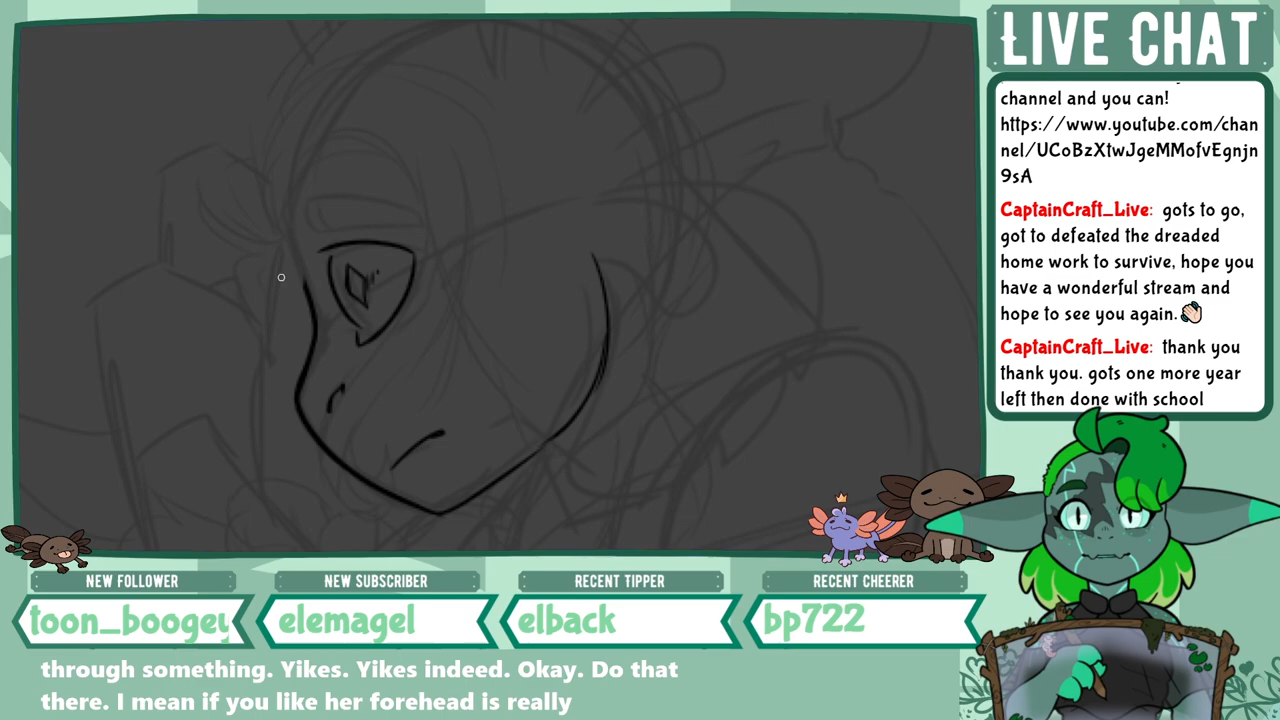 LIVE CHAT
channel and you can!
https://www.youtube.com/chan
nel/UCoBzXtwJgeMMofvEgnjn
9sA
CaptainCraft_Live: gots to go,
got to defeated the dreaded
home work to survive, hope you
have a wonderful stream and
hope to see you again.👋🏻
CaptainCraft_Live: thank you
thank you. gots one more year
left then done with school
NEW FOLLOWER
toon_boogey
NEW SUBSCRIBER
elemagel
RECENT TIPPER
elback
RECENT CHEERER
bp722
through something. Yikes. Yikes indeed. Okay. Do that
there. I mean if you like her forehead is really